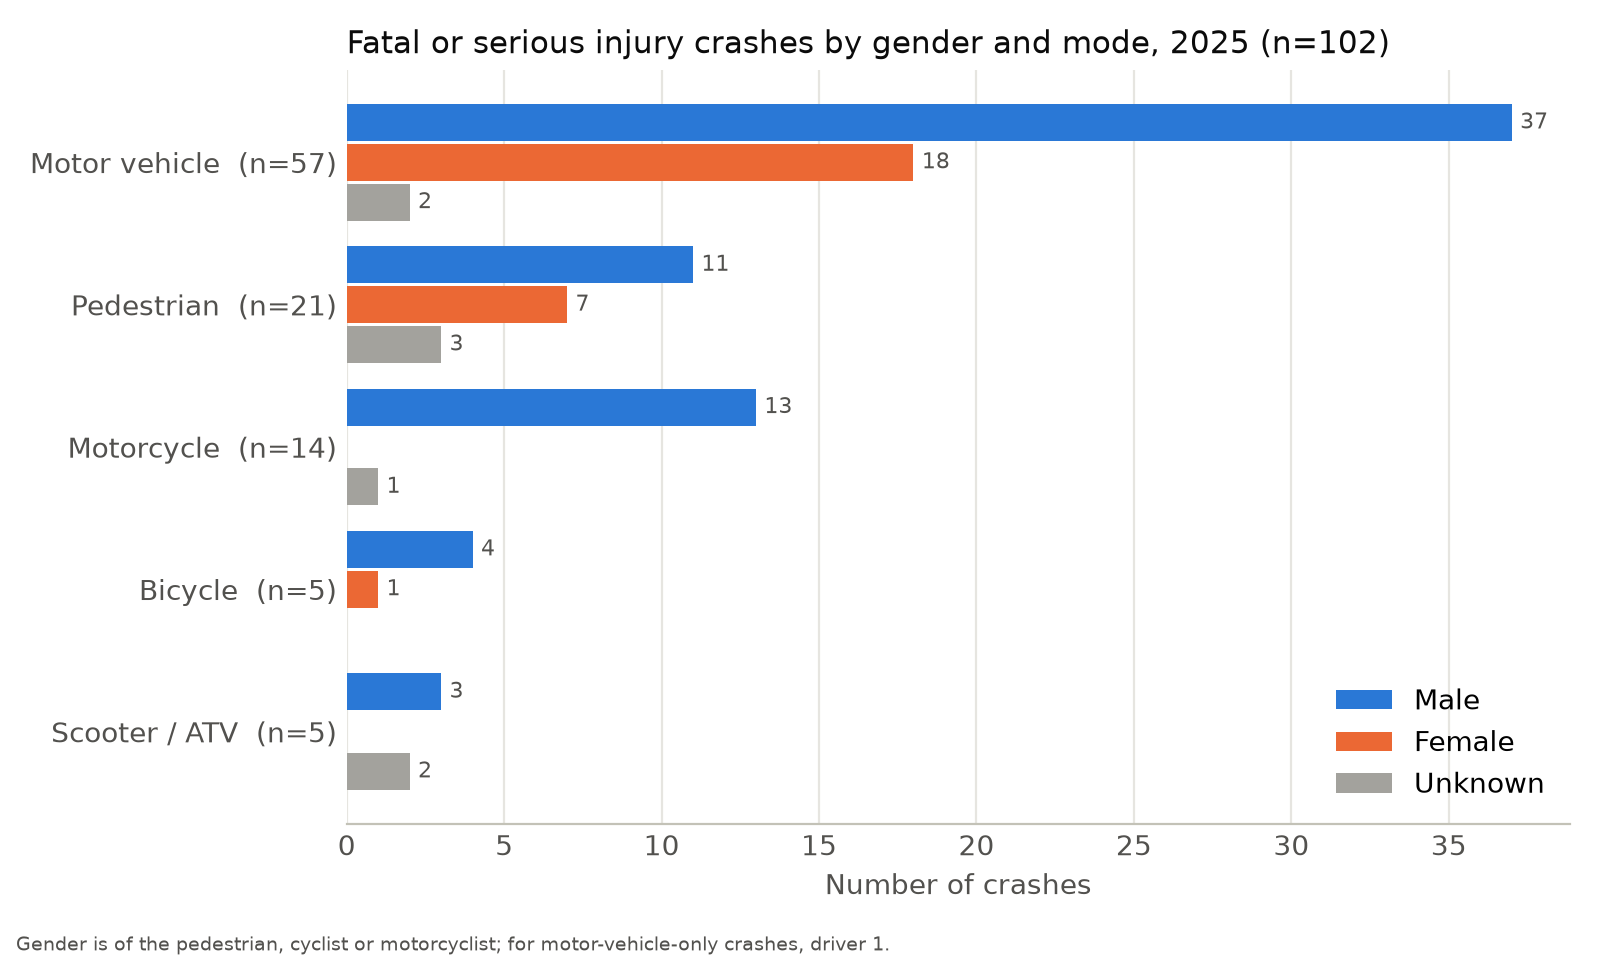 Fatal or serious injury crashes by gender and mode, 2025 (n=102)
37
Motor vehicle (n=57)
18
2
11
Pedestrian (n=21)
7
3
13
Motorcycle (n=14)
1
4
Bicycle (n=5)
1
3
Scooter / ATV (n=5)
2
Male
Female
Unknown
0 5 10 15 20 25 30 35
Number of crashes
Gender is of the pedestrian, cyclist or motorcyclist; for motor-vehicle-only crashes, driver 1.